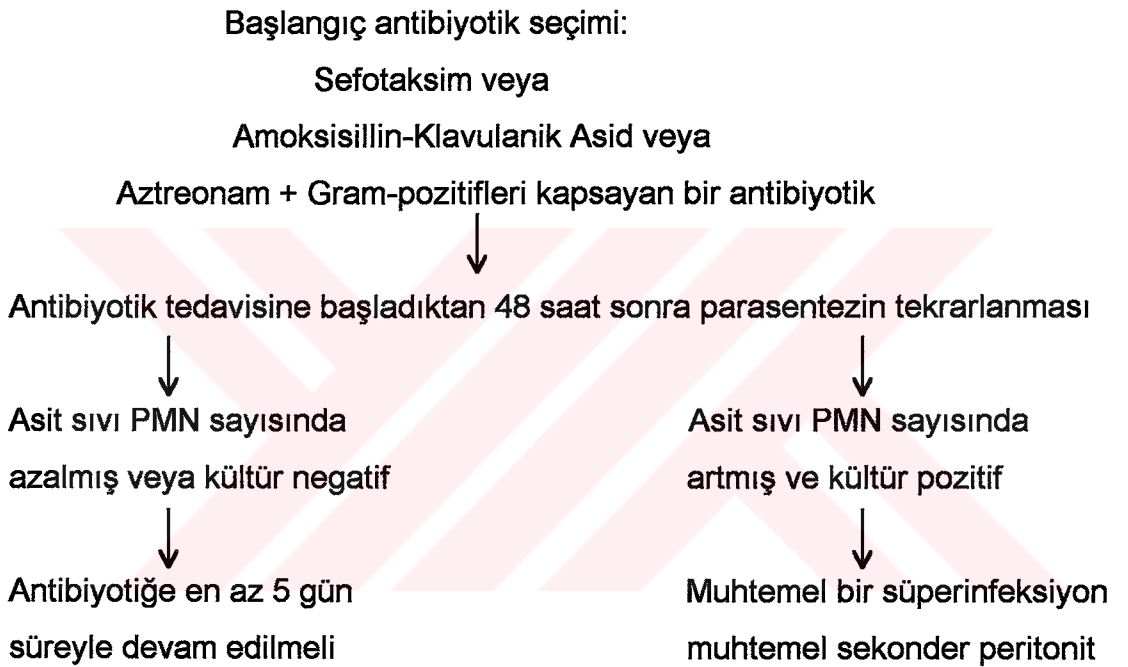 Başlangıç antibiyotik seçimi:
Sefotaksim veya
Amoksisillin-Klavulanik Asid veya
Aztreonam + Gram-pozitifleri kapsayan bir antibiyotik
Antibiyotik tedavisine başladıktan 48 saat sonra parasentezin tekrarlanması
Asit sıvı PMN sayısında
azalmış veya kültür negatif
Antibiyotiğe en az 5 gün
süreyle devam edilmeli
Asit sıvı PMN sayısında
artmış ve kültür pozitif
Muhtemel bir süperinfeksiyon
muhtemel sekonder peritonit